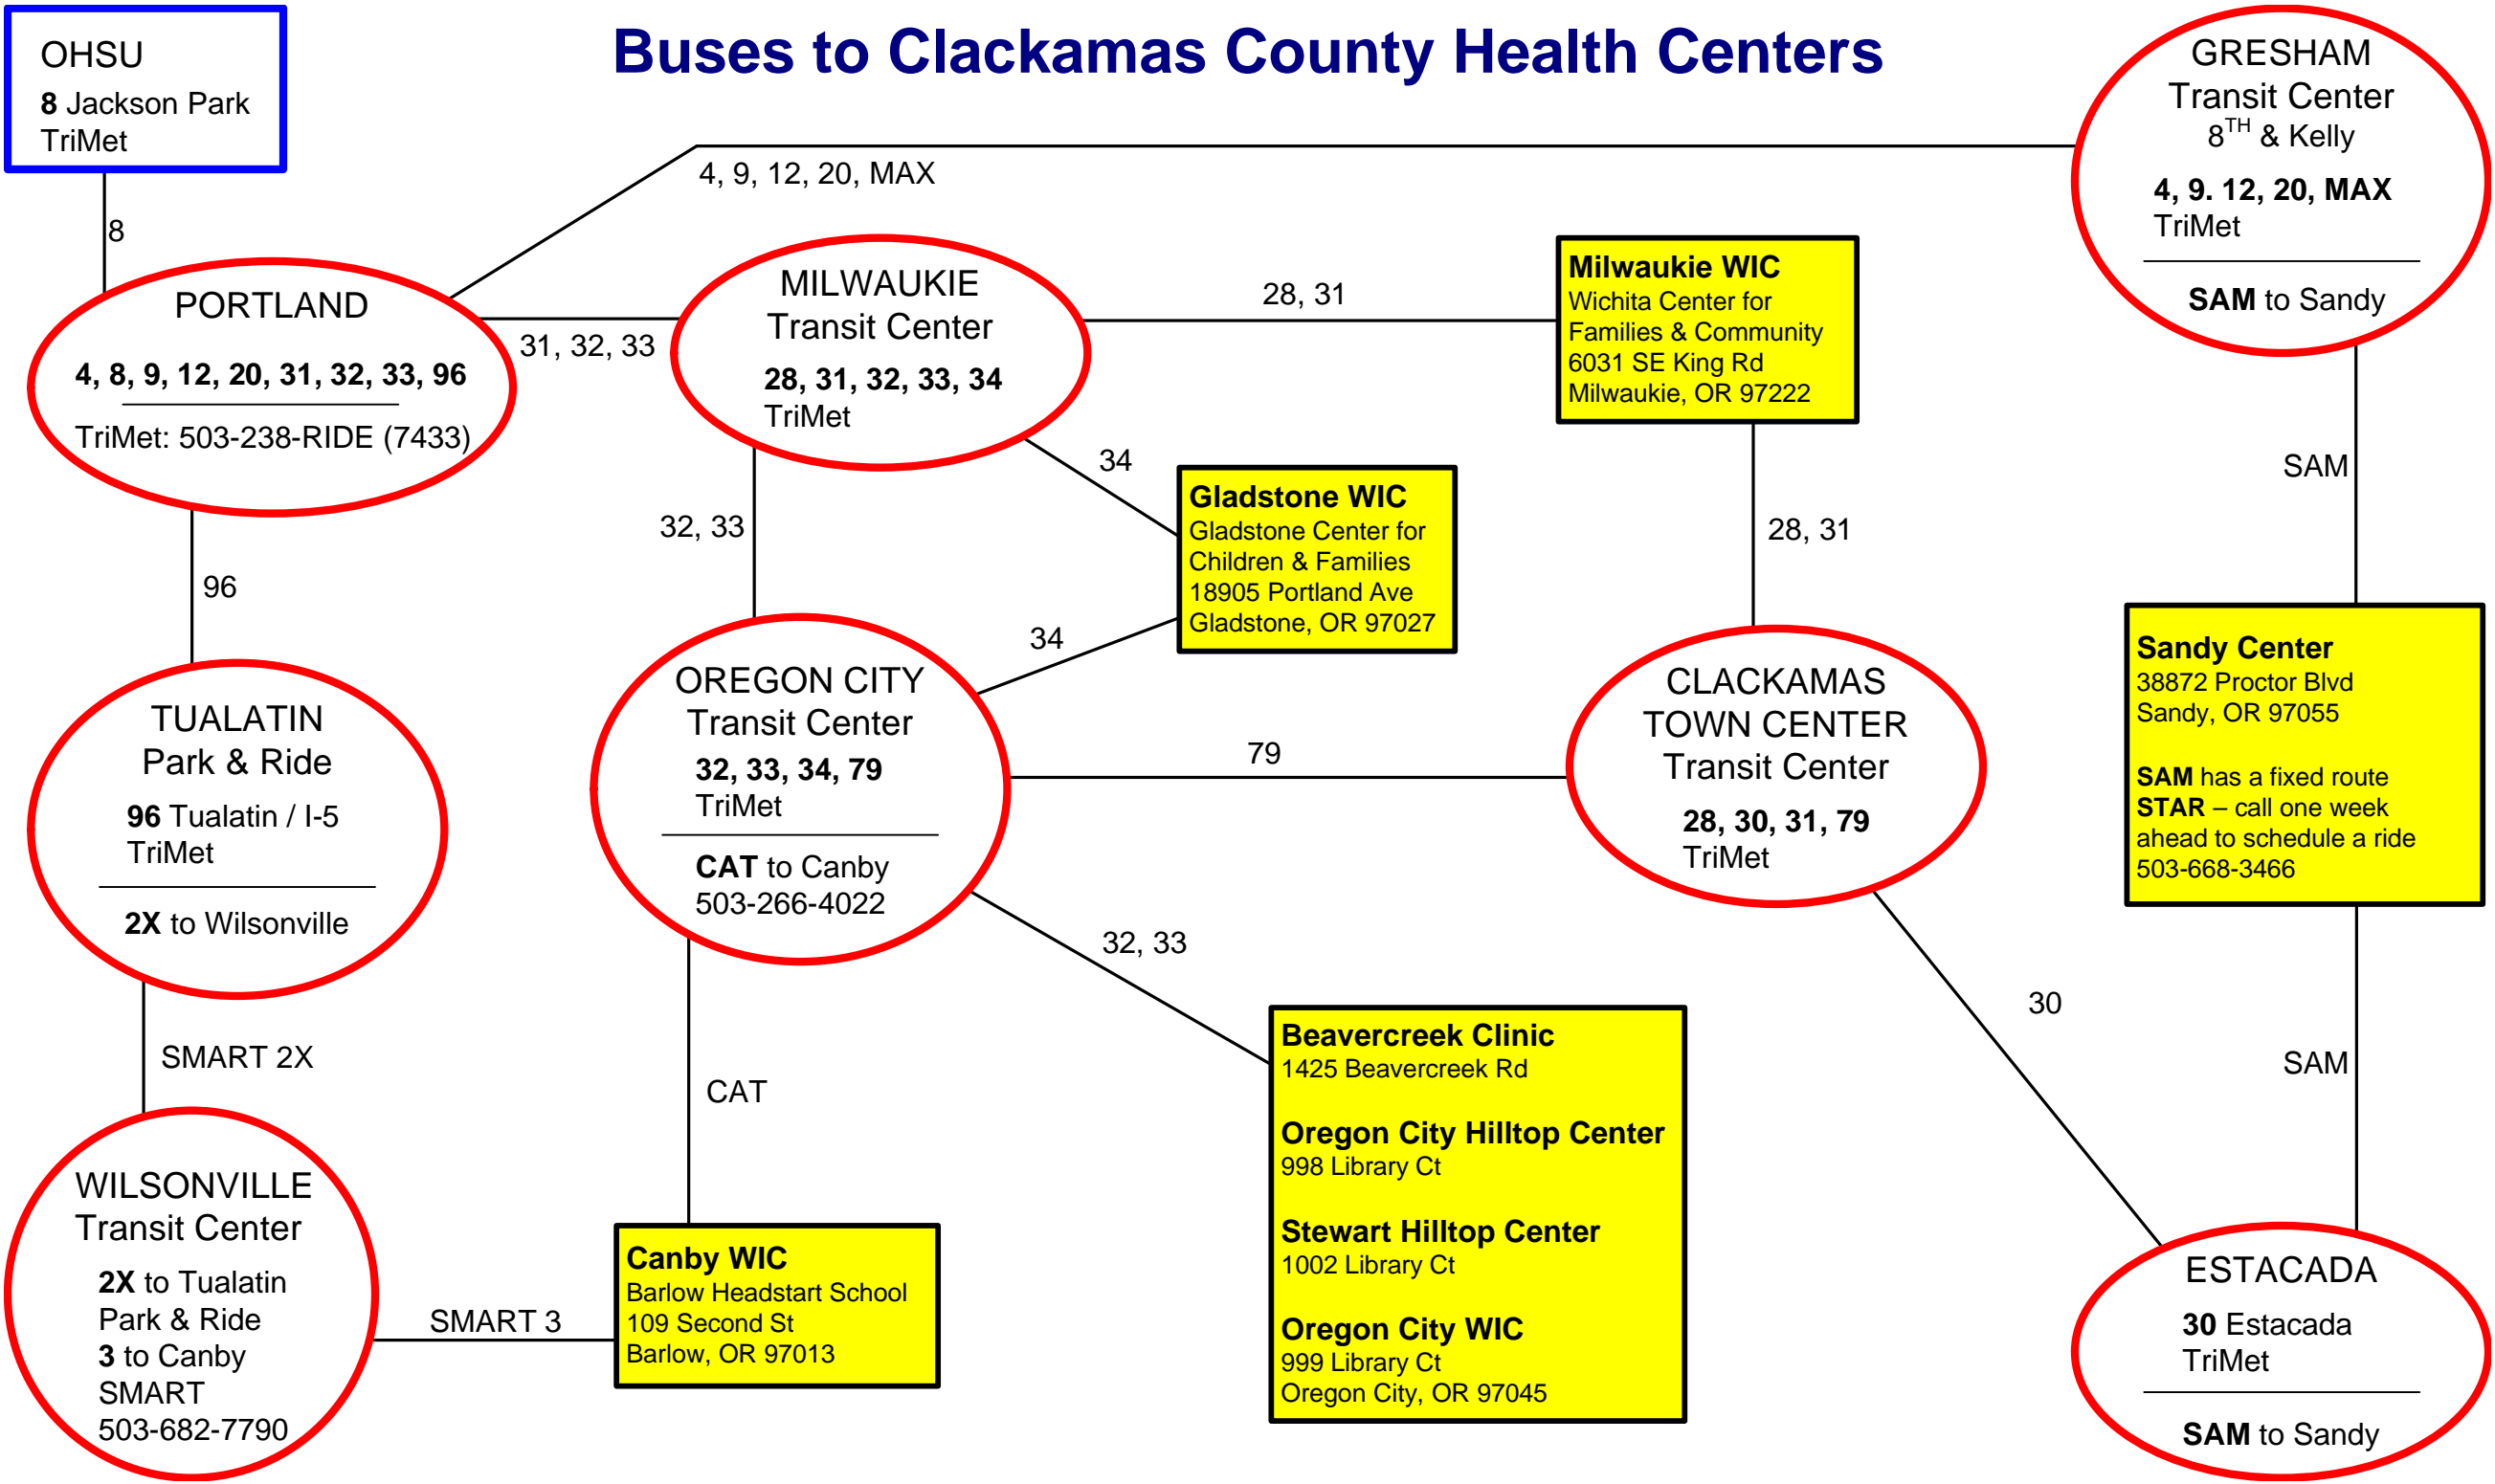 Buses to Clackamas County Health Centers
OHSU
8 Jackson Park
TriMet
8
PORTLAND
4, 8, 9, 12, 20, 31, 32, 33, 96
TriMet: 503-238-RIDE (7433)
4, 9, 12, 20, MAX
31, 32, 33
MILWAUKIE
Transit Center
28, 31, 32, 33, 34
TriMet
28, 31
Milwaukie WIC
Wichita Center for
Families & Community
6031 SE King Rd
Milwaukie, OR 97222
GRESHAM
Transit Center
8TH & Kelly
4, 9. 12, 20, MAX
TriMet
SAM to Sandy
SAM
34
Gladstone WIC
Gladstone Center for
Children & Families
18905 Portland Ave
Gladstone, OR 97027
32, 33
34
28, 31
96
TUALATIN
Park & Ride
96 Tualatin / I-5
TriMet
2X to Wilsonville
OREGON CITY
Transit Center
32, 33, 34, 79
TriMet
CAT to Canby
503-266-4022
79
CLACKAMAS
TOWN CENTER
Transit Center
28, 30, 31, 79
TriMet
Sandy Center
38872 Proctor Blvd
Sandy, OR 97055
SAM has a fixed route
STAR – call one week
ahead to schedule a ride
503-668-3466
SMART 2X
CAT
32, 33
30
SAM
WILSONVILLE
Transit Center
2X to Tualatin
Park & Ride
3 to Canby
SMART
503-682-7790
SMART 3
Canby WIC
Barlow Headstart School
109 Second St
Barlow, OR 97013
Beavercreek Clinic
1425 Beavercreek Rd
Oregon City Hilltop Center
998 Library Ct
Stewart Hilltop Center
1002 Library Ct
Oregon City WIC
999 Library Ct
Oregon City, OR 97045
ESTACADA
30 Estacada
TriMet
SAM to Sandy